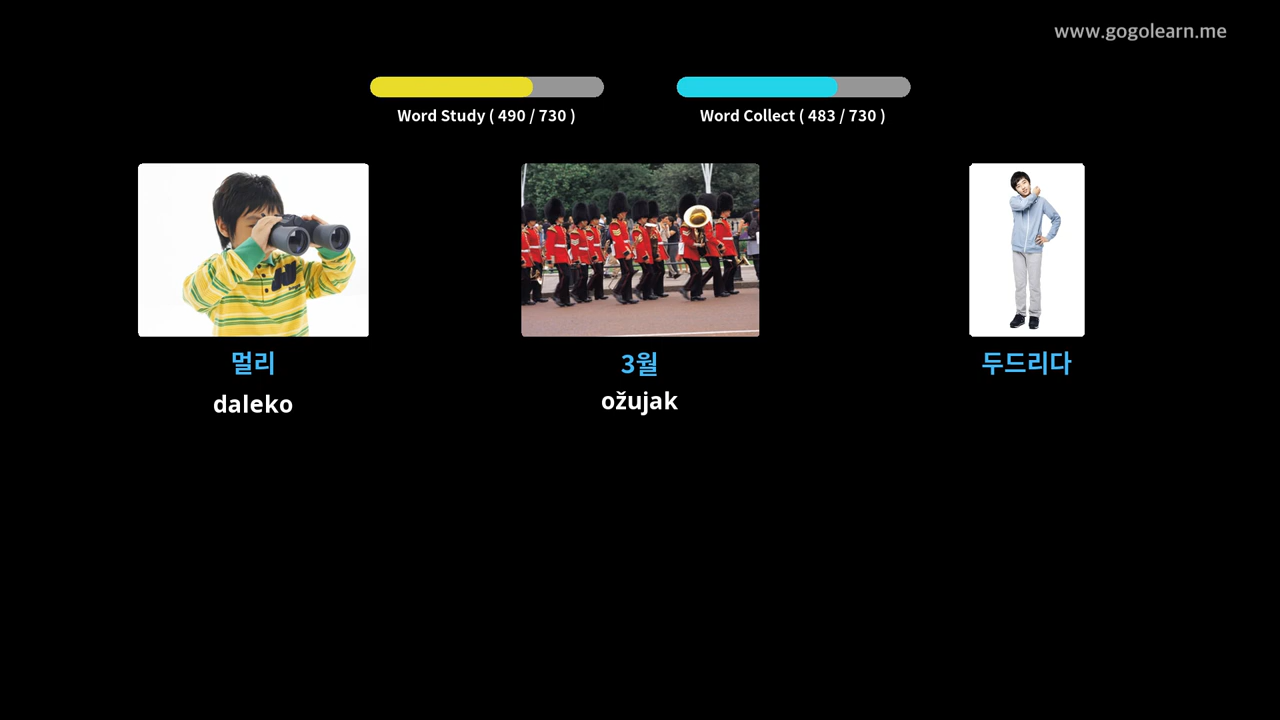 www.gogolearn.me
Word Study ( 490 / 730 )
Word Collect ( 483 / 730 )
멀리
3월
두드리다
daleko
ožujak